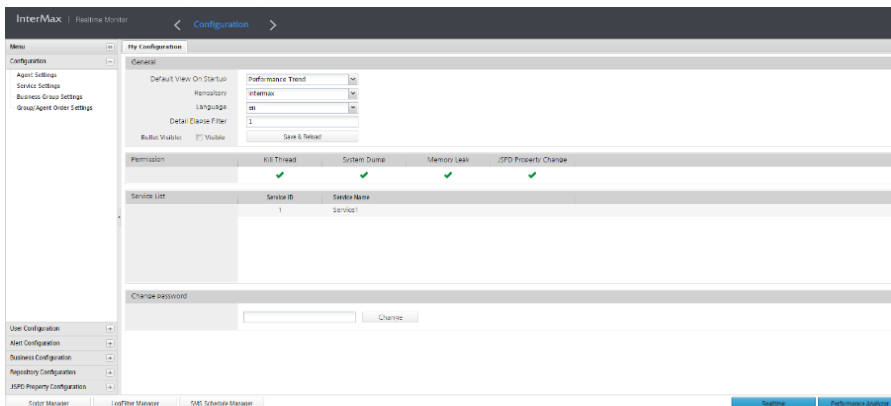 InterMax | Realtime Monitor
Configuration
Menu
My Configuration
Configuration
General
Agent Settings
Service Settings
Business Group Settings
Group/Agent Order Settings
Default View On Startup
Performance Trend
Repository
Intermax
Language
en
Detail Elapse Filter
1
Bullet Visible:
Visible
Save & Reload
Permission
Kill Thread
System Dump
Memory Leak
JSPD Property Change
Service List
Service ID
Service Name
1
Service1
Change password
Change
User Configuration
Alert Configuration
Business Configuration
Repository Configuration
JSPD Property Configuration
Script Manager
LogFilter Manager
SMS Schedule Manager
Realtime
Performance Analyzer